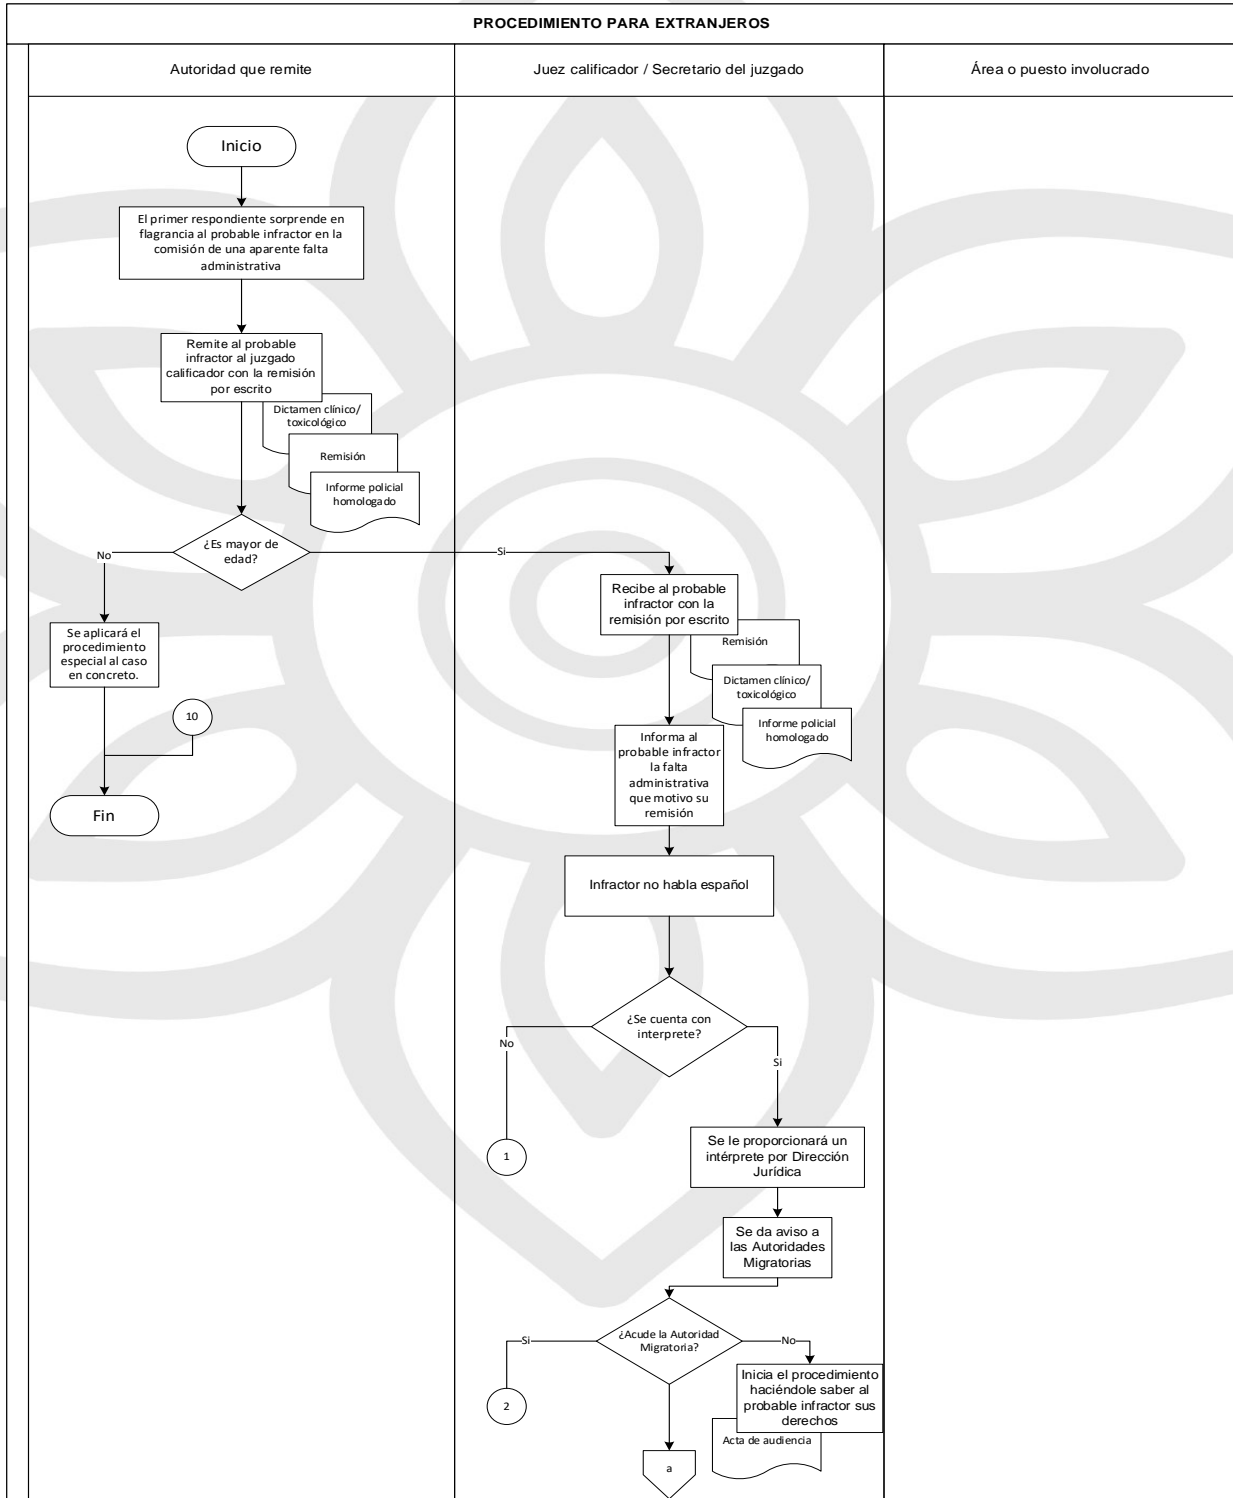 PROCEDIMIENTO PARA EXTRANJEROS
Autoridad que remite
Juez calificador / Secretario del juzgado
Área o puesto involucrado
Inicio
El primer respondiente sorprende en
flagrancia al probable infractor en la
comisión de una aparente falta
administrativa
Remite al probable
infractor al juzgado
calificador con la remisión
por escrito
Dictamen clínico/
toxicológico
Remisión
Informe policial
homologado
¿Es mayor de
edad?
No
Si
Se aplicará el
procedimiento
especial al caso
en concreto.
10
Fin
Recibe al probable
infractor con la
remisión por escrito
Remisión
Dictamen clínico/
toxicológico
Informe policial
homologado
Informa al
probable infractor
la falta
administrativa
que motivo su
remisión
Infractor no habla español
¿Se cuenta con
interprete?
No
Si
1
Se le proporcionará un
intérprete por Dirección
Jurídica
Se da aviso a
las Autoridades
Migratorias
¿Acude la Autoridad
Migratoria?
Si
No
2
Inicia el procedimiento
haciéndole saber al
probable infractor sus
derechos
Acta de audiencia
a